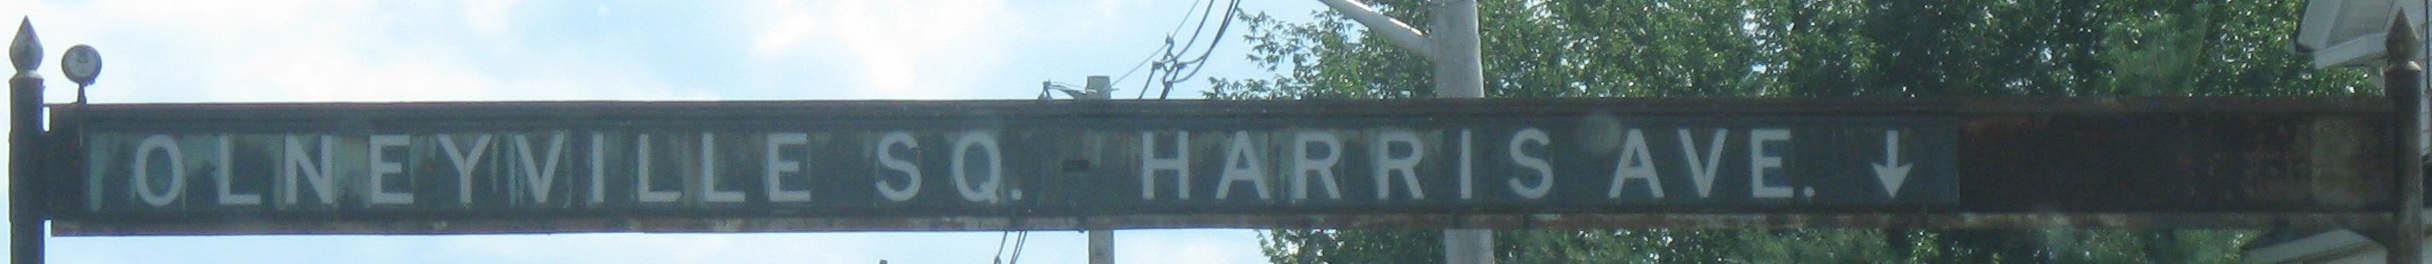 OLNEYVILLE SQ. - HARRIS AVE. ↓